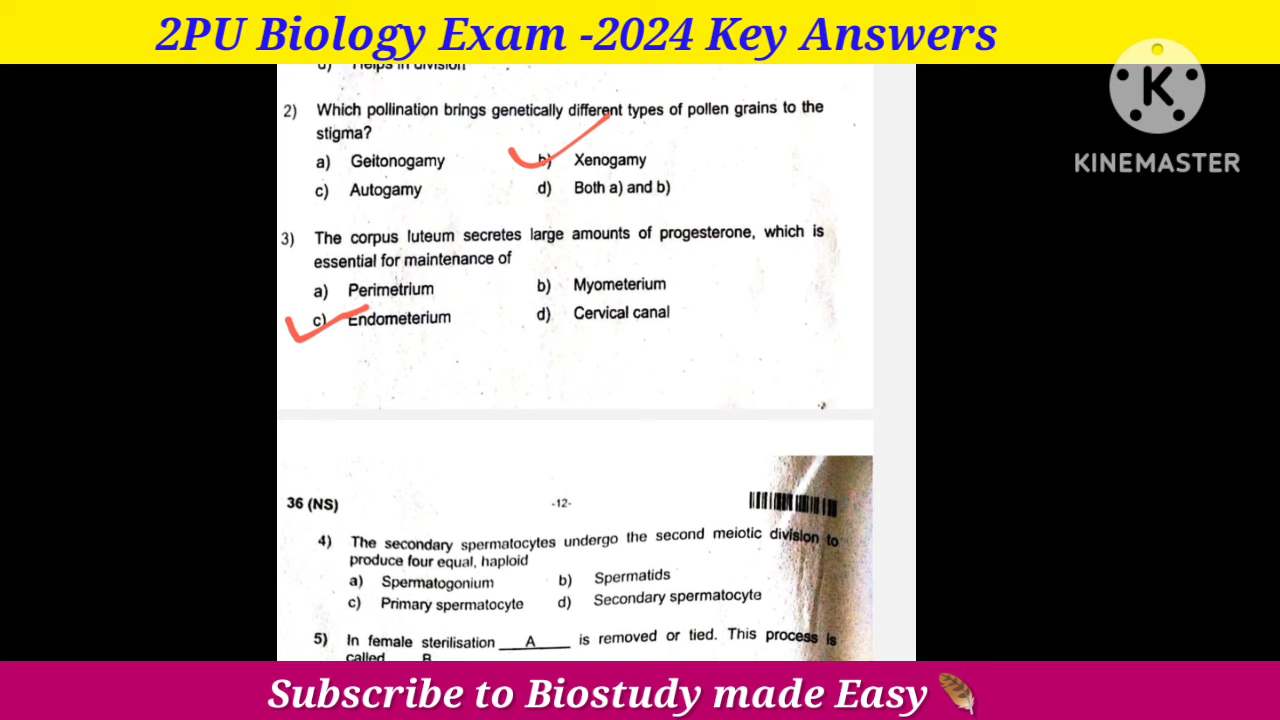 2PU Biology Exam -2024 Key Answers
d) Helps in division
2) Which pollination brings genetically different types of pollen grains to the
stigma?
a) Geitonogamy b) Xenogamy
c) Autogamy d) Both a) and b)
3) The corpus luteum secretes large amounts of progesterone, which is
essential for maintenance of
a) Perimetrium b) Myometerium
c) Endometerium d) Cervical canal
36 (NS) -12-
4) The secondary spermatocytes undergo the second meiotic division to
produce four equal, haploid
a) Spermatogonium b) Spermatids
c) Primary spermatocyte d) Secondary spermatocyte
5) In female sterilisation A is removed or tied. This process is
called B
Subscribe to Biostudy made Easy
K
KINEMASTER